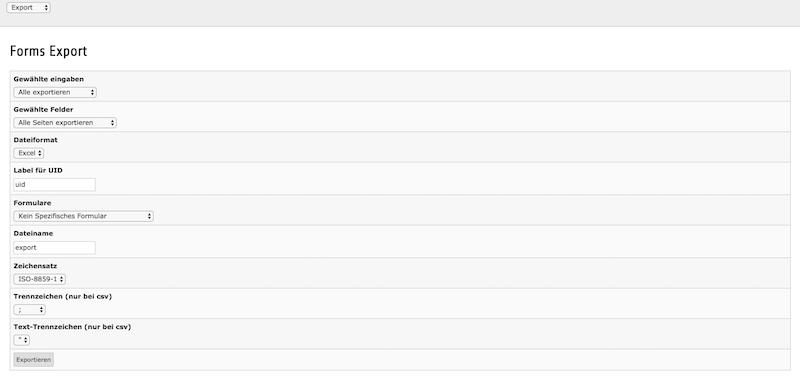 Export
Forms Export
Gewählte eingaben
Alle exportieren
Gewählte Felder
Alle Seiten exportieren
Dateiformat
Excel
Label für UID
uid
Formulare
Kein Spezifisches Formular
Dateiname
export
Zeichensatz
ISO-8859-1
Trennzeichen (nur bei csv)
;
Text-Trennzeichen (nur bei csv)
"
Exportieren